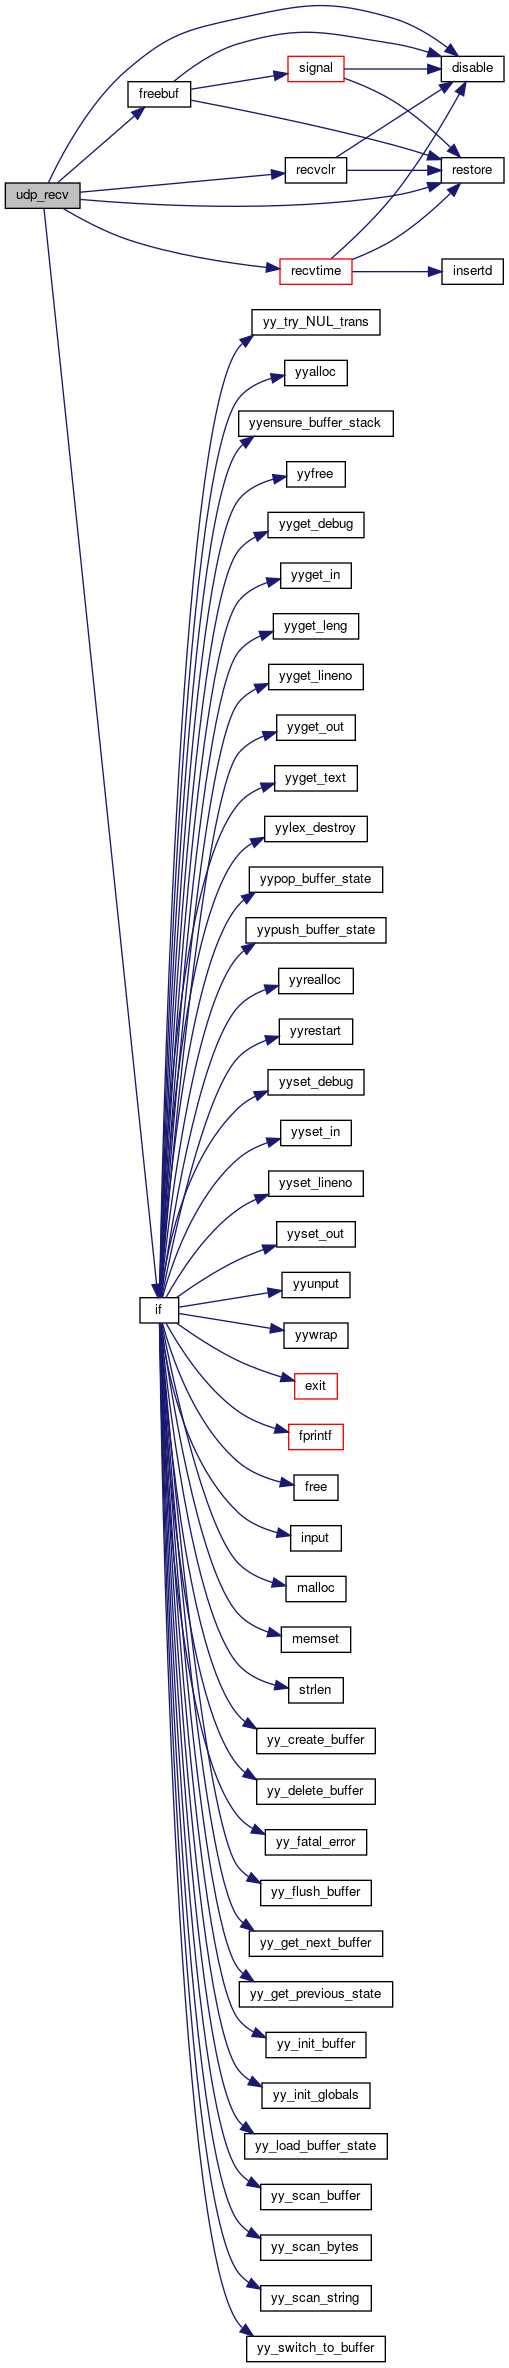 signal
disable
freebuf
recvclr
restore
udp_recv
recvtime
insertd
yy_try_NUL_trans
yyalloc
yyensure_buffer_stack
yyfree
yyget_debug
yyget_in
yyget_leng
yyget_lineno
yyget_out
yyget_text
yylex_destroy
yypop_buffer_state
yypush_buffer_state
yyrealloc
yyrestart
yyset_debug
yyset_in
yyset_lineno
yyset_out
yyunput
if
yywrap
exit
fprintf
free
input
malloc
memset
strlen
yy_create_buffer
yy_delete_buffer
yy_fatal_error
yy_flush_buffer
yy_get_next_buffer
yy_get_previous_state
yy_init_buffer
yy_init_globals
yy_load_buffer_state
yy_scan_buffer
yy_scan_bytes
yy_scan_string
yy_switch_to_buffer